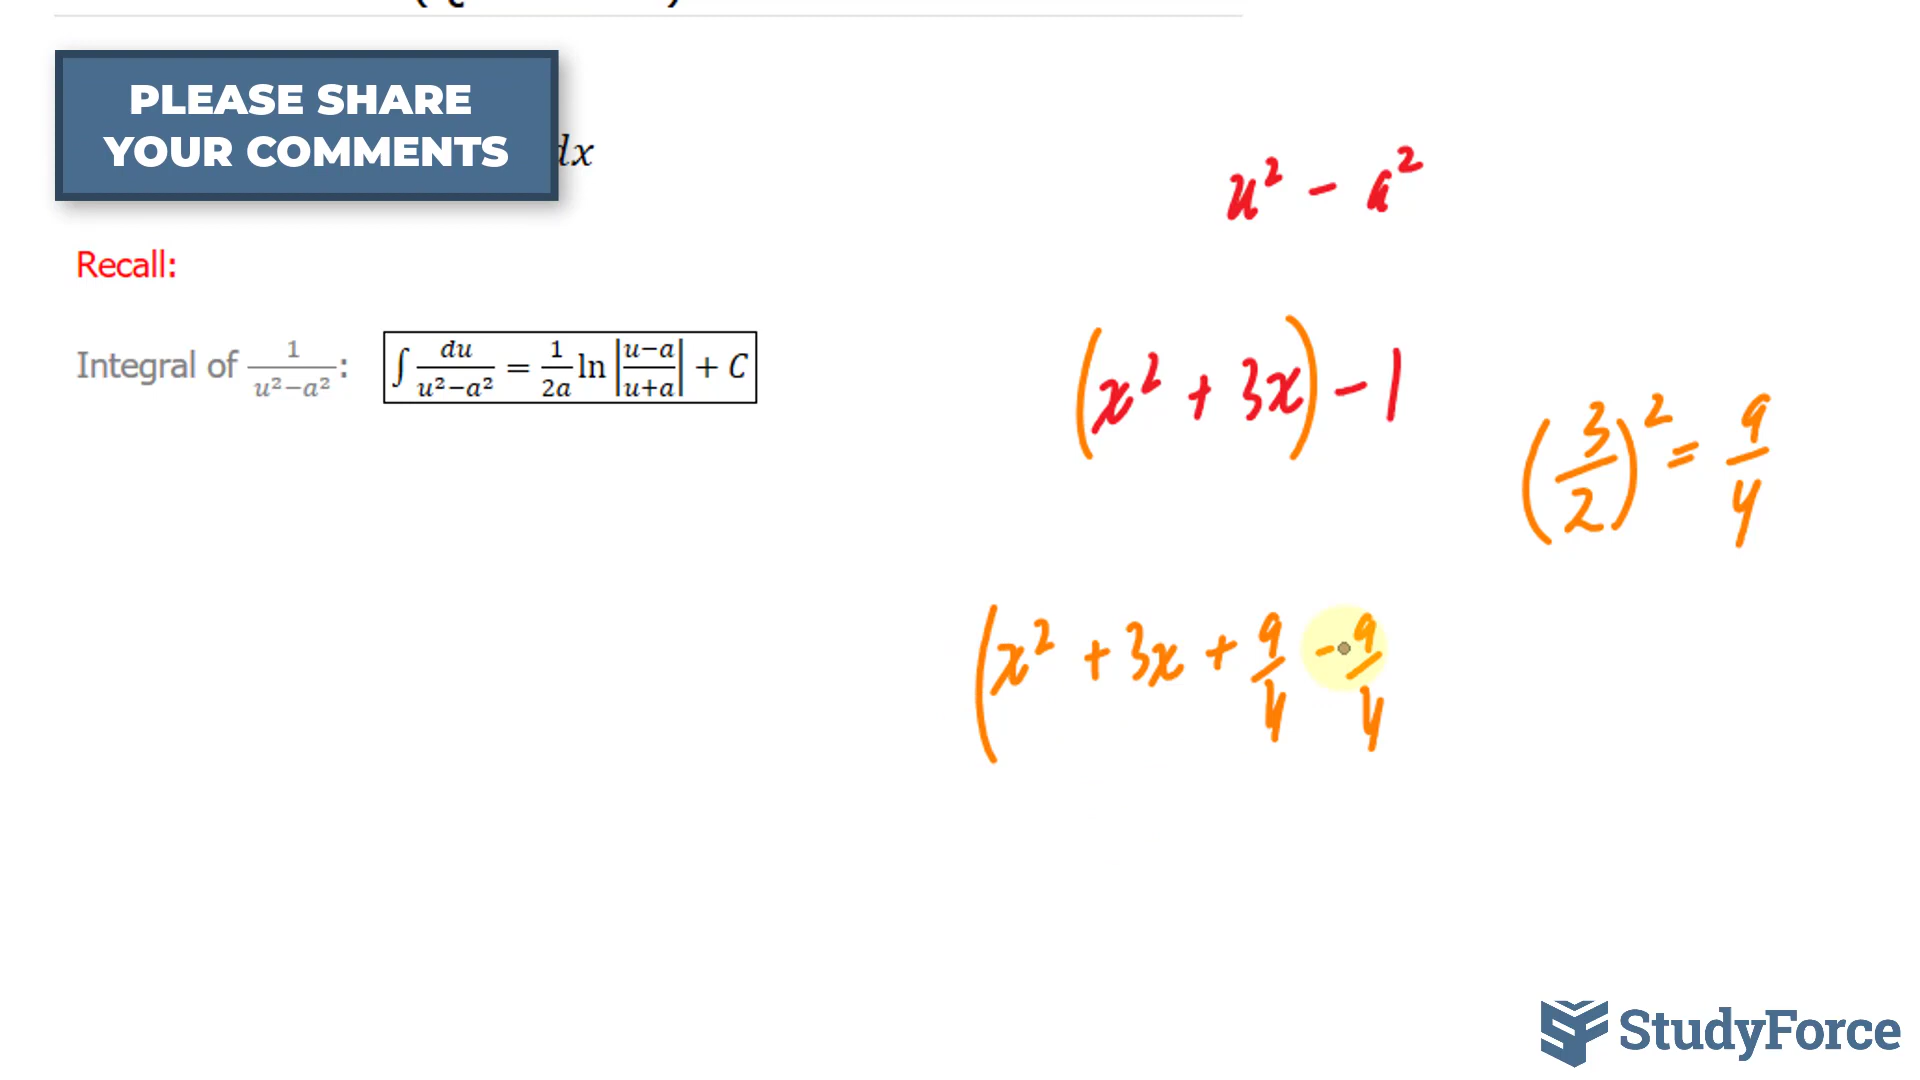 PLEASE SHARE
YOUR COMMENTS
dx
u² − a²
Recall:
Integral of 1/(u²−a²): ∫ du/(u²−a²) = 1/(2a) ln |(u−a)/(u+a)| + C
(x² + 3x) − 1
(3/2)² = 9/4
(x² + 3x + 9/4 − 9/4
StudyForce